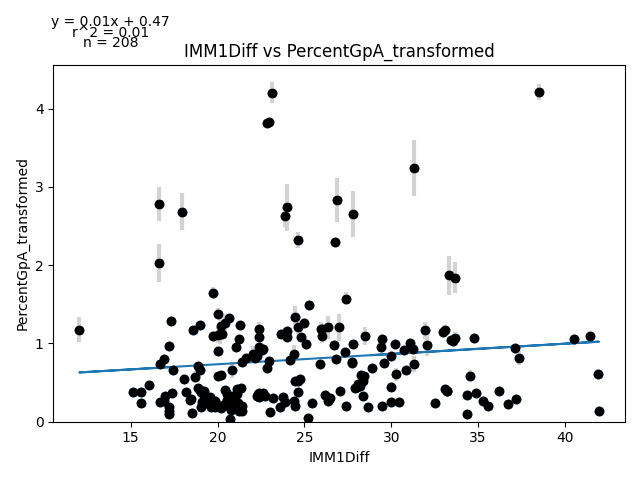 y = 0.01x + 0.47
r^2 = 0.01
n = 208
IMM1Diff vs PercentGpA_transformed
PercentGpA_transformed
4
3
2
1
0
15 20 25 30 35 40
IMM1Diff